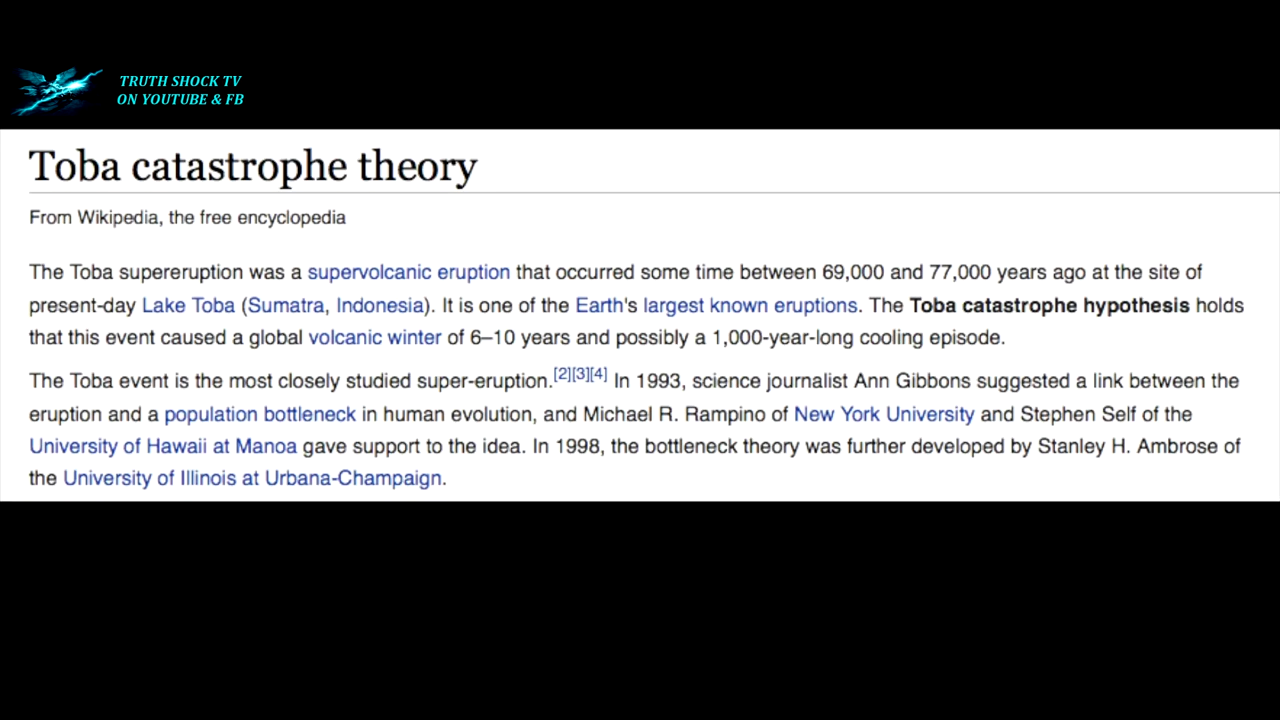 TRUTH SHOCK TV
ON YOUTUBE & FB
Toba catastrophe theory
From Wikipedia, the free encyclopedia
The Toba supereruption was a supervolcanic eruption that occurred some time between 69,000 and 77,000 years ago at the site of
present-day Lake Toba (Sumatra, Indonesia). It is one of the Earth's largest known eruptions. The Toba catastrophe hypothesis holds
that this event caused a global volcanic winter of 6–10 years and possibly a 1,000-year-long cooling episode.
The Toba event is the most closely studied super-eruption.[2][3][4] In 1993, science journalist Ann Gibbons suggested a link between the
eruption and a population bottleneck in human evolution, and Michael R. Rampino of New York University and Stephen Self of the
University of Hawaii at Manoa gave support to the idea. In 1998, the bottleneck theory was further developed by Stanley H. Ambrose of
the University of Illinois at Urbana-Champaign.